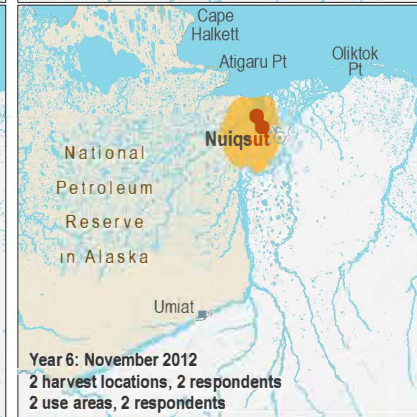 Cape
Halkett
Atigaru Pt
Oliktok
Pt
Nuiqsut
National
Petroleum
Reserve
in Alaska
Umiat
Year 6: November 2012
2 harvest locations, 2 respondents
2 use areas, 2 respondents